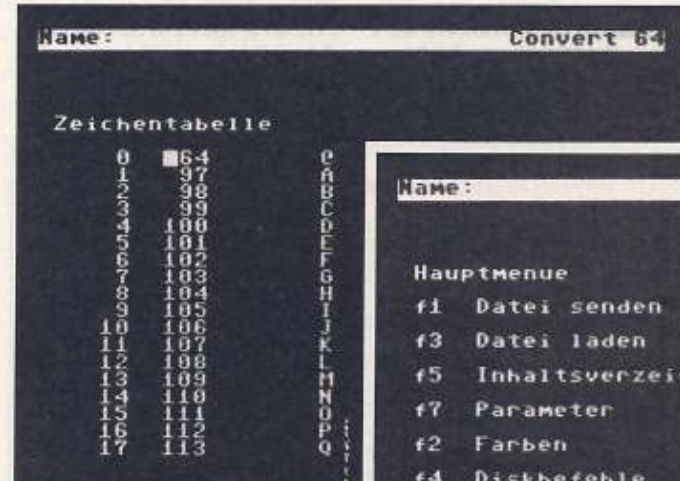 Name: Convert 64
Zeichentabelle
0 64 @
1 97 A
2 98 B
3 99 C
4 100 D
5 101 E
6 102 F
7 103 G
8 104 H
9 105 I
10 106 J
11 107 K
12 108 L
13 109 M
14 110 N
15 111 O
16 112 P
17 113 Q
Name:
Hauptmenue
f1 Datei senden
f3 Datei laden
f5 Inhaltsverzei
f7 Parameter
f2 Farben
f4 Diskbefehle